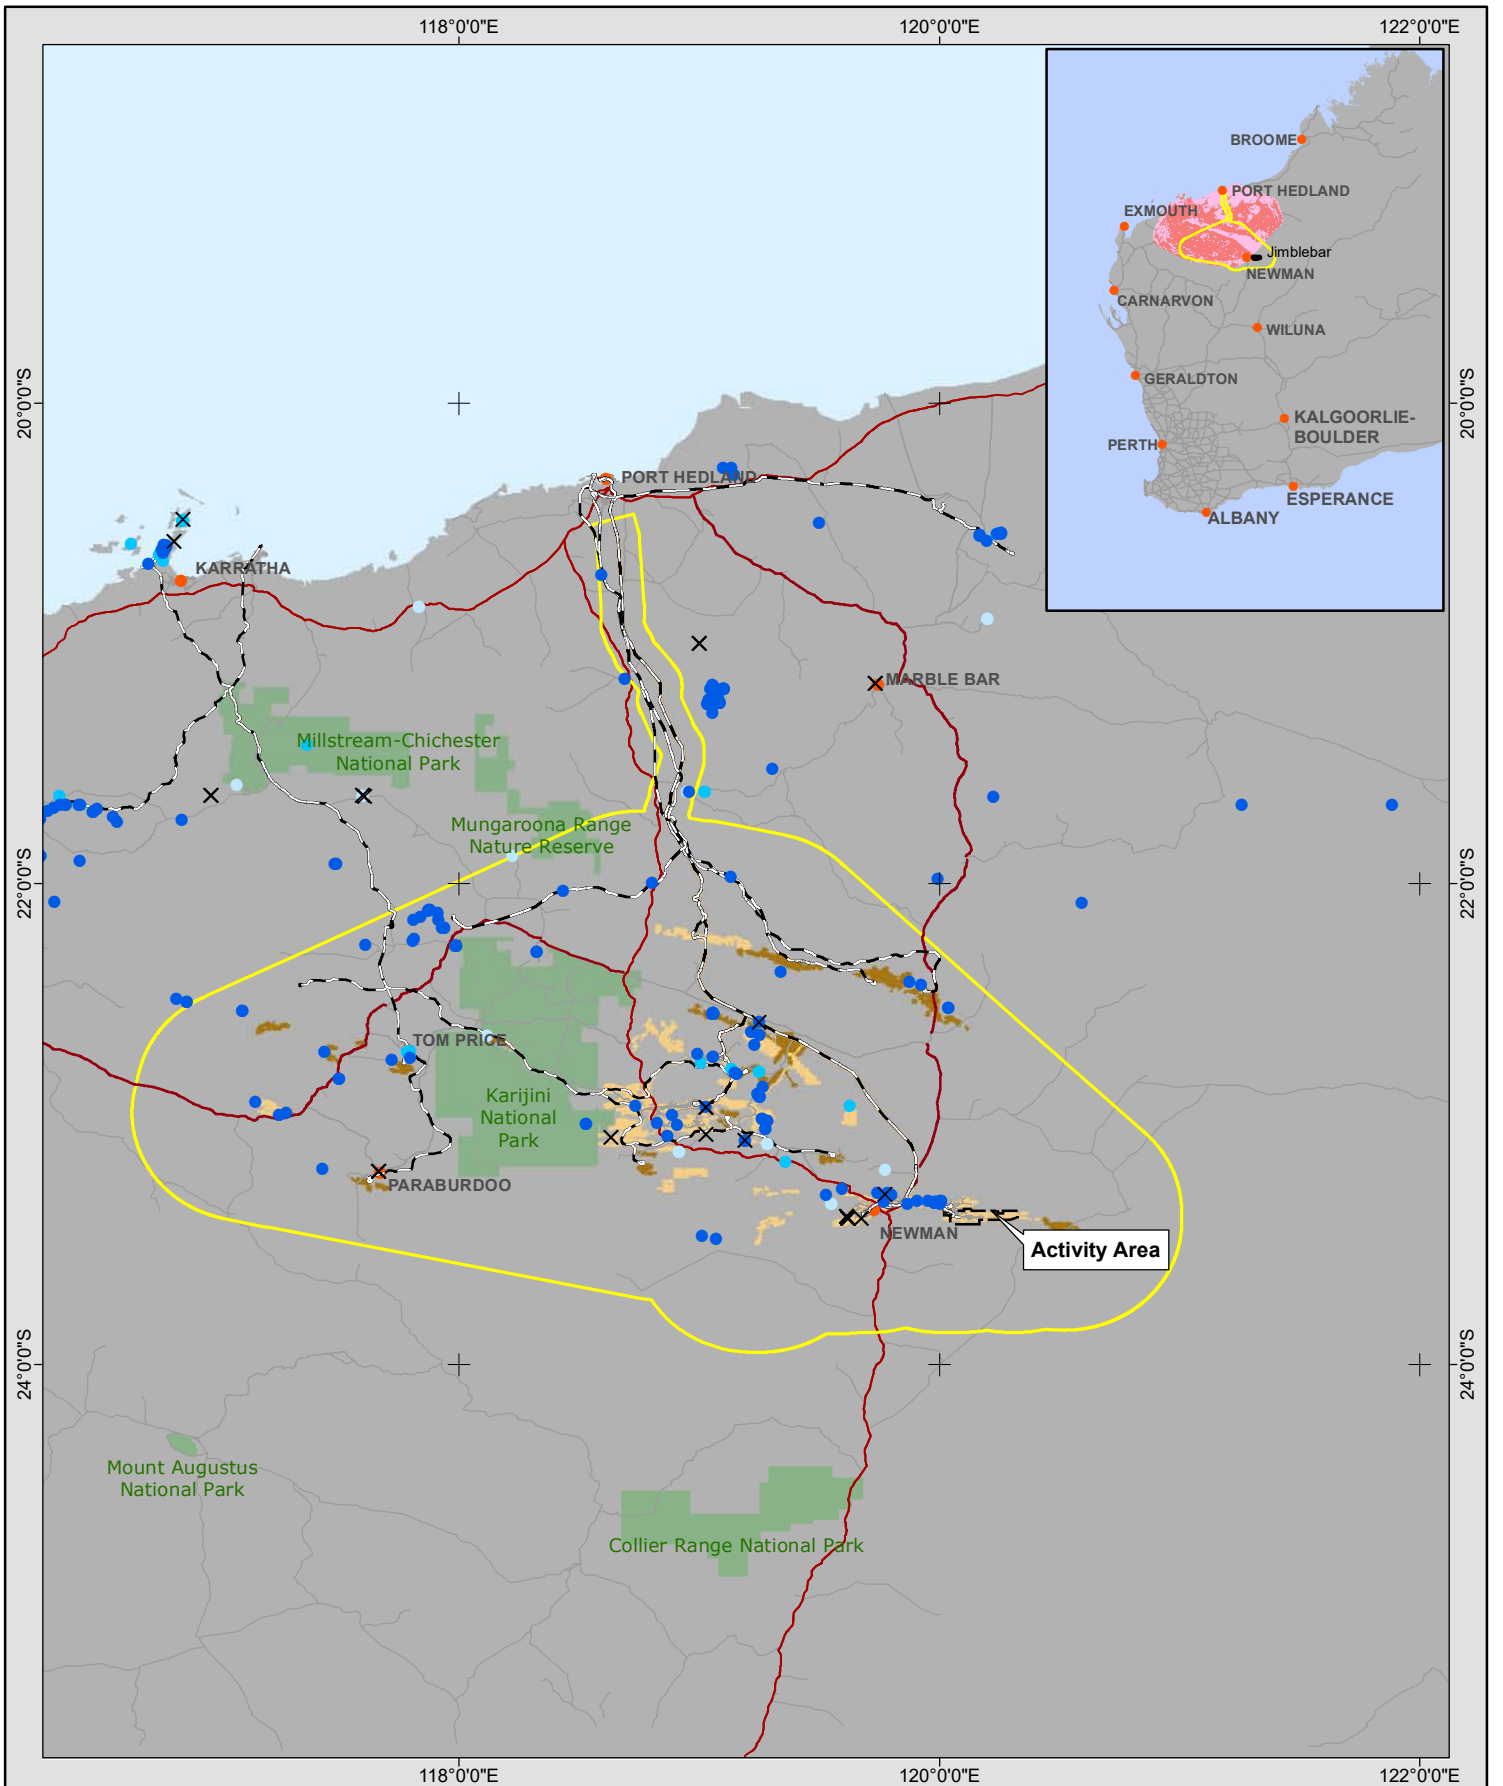 118°0'0"E
120°0'0"E
122°0'0"E
BROOME
PORT HEDLAND
EXMOUTH
Jimblebar
NEWMAN
CARNARVON
WILUNA
GERALDTON
KALGOORLIE-
BOULDER
PERTH
ESPERANCE
ALBANY
20°0'0"S
20°0'0"S
PORT HEDLAND
KARRATHA
MARBLE BAR
Millstream-Chichester
National Park
Mungaroona Range
Nature Reserve
22°0'0"S
22°0'0"S
TOM PRICE
Karijini
National
Park
PARABURDOO
NEWMAN
Activity Area
24°0'0"S
24°0'0"S
Mount Augustus
National Park
Collier Range National Park
118°0'0"E
120°0'0"E
122°0'0"E